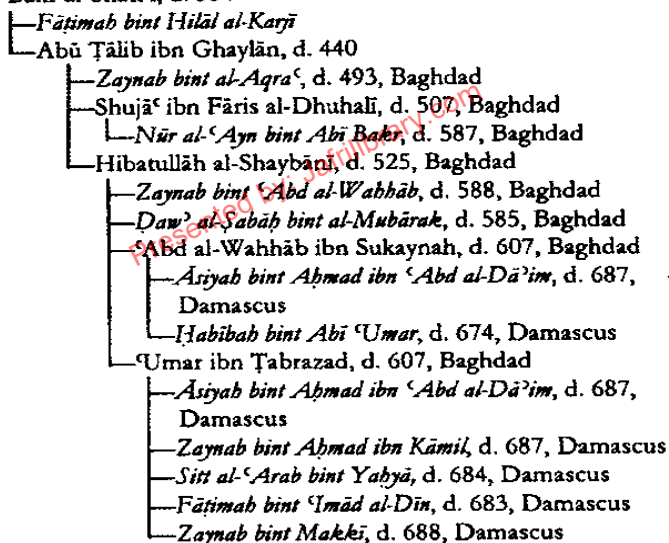 Fāṭimah bint Hilāl al-Karjī
Abū Ṭālib ibn Ghaylān, d. 440
Zaynab bint al-Aqraʿ, d. 493, Baghdad
Shujāʿ ibn Fāris al-Dhuhalī, d. 507, Baghdad
Nūr al-ʿAyn bint Abī Bakr, d. 587, Baghdad
Hibatullāh al-Shaybānī, d. 525, Baghdad
Zaynab bint ʿAbd al-Wahhāb, d. 588, Baghdad
Ḍawʾ al-Ṣabāḥ bint al-Mubārak, d. 585, Baghdad
ʿAbd al-Wahhāb ibn Sukaynah, d. 607, Baghdad
Āsiyah bint Aḥmad ibn ʿAbd al-Dāʾim, d. 687,
Damascus
Ḥabībah bint Abī ʿUmar, d. 674, Damascus
ʿUmar ibn Ṭabrazad, d. 607, Baghdad
Āsiyah bint Aḥmad ibn ʿAbd al-Dāʾim, d. 687,
Damascus
Zaynab bint Aḥmad ibn Kāmil, d. 687, Damascus
Sitt al-ʿArab bint Yaḥyā, d. 684, Damascus
Fāṭimah bint ʿImād al-Dīn, d. 683, Damascus
Zaynab bint Makkī, d. 688, Damascus
Presented by: Jafrilibrary.com